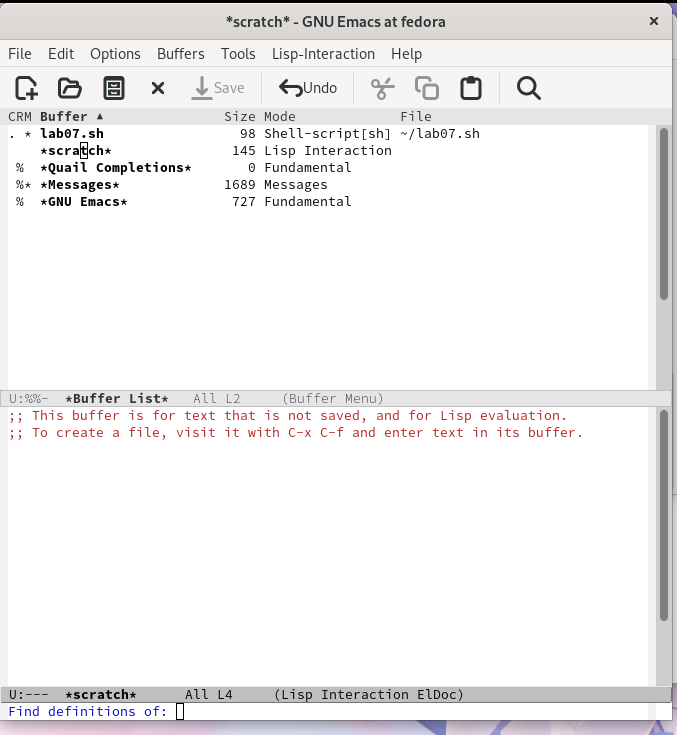 *scratch* - GNU Emacs at fedora
File Edit Options Buffers Tools Lisp-Interaction Help
Save Undo
CRM Buffer ▲ Size Mode File
. * lab07.sh 98 Shell-script[sh] ~/lab07.sh
*scratch* 145 Lisp Interaction
% *Quail Completions* 0 Fundamental
%* *Messages* 1689 Messages
% *GNU Emacs* 727 Fundamental
U:%%- *Buffer List* All L2 (Buffer Menu)
;; This buffer is for text that is not saved, and for Lisp evaluation.
;; To create a file, visit it with C-x C-f and enter text in its buffer.
U:--- *scratch* All L4 (Lisp Interaction ElDoc)
Find definitions of: